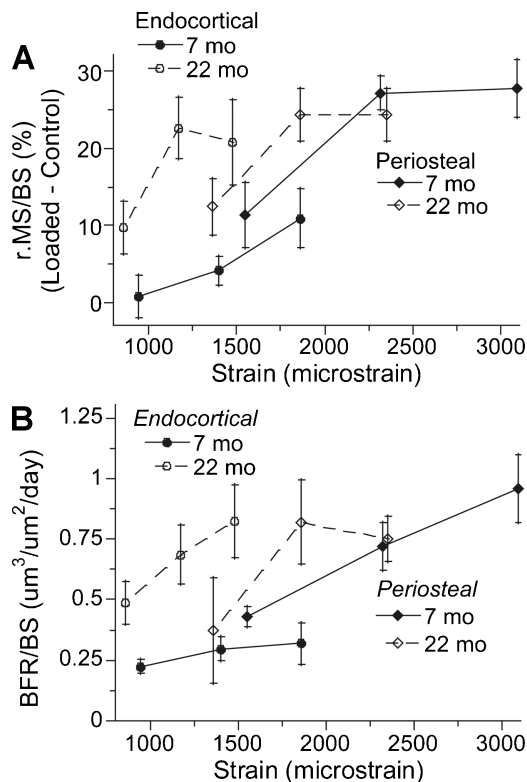 A
Endocortical
7 mo
22 mo
r.MS/BS (%)
(Loaded - Control)
30
20
10
0
Periosteal
7 mo
22 mo
1000 1500 2000 2500 3000
Strain (microstrain)
B
Endocortical
7 mo
22 mo
BFR/BS (um³/um²/day)
1.25
1
0.75
0.5
0.25
0
Periosteal
7 mo
22 mo
1000 1500 2000 2500 3000
Strain (microstrain)